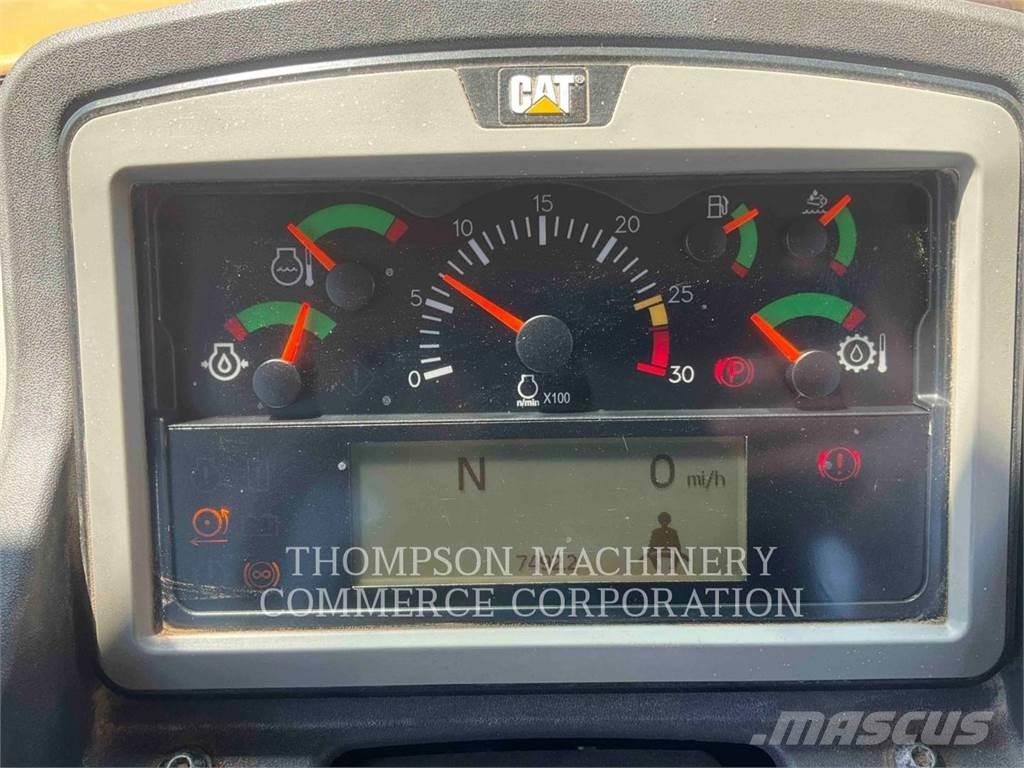 CAT®
15
10
20
5
25
0
30
n/min X100
P
N 0 mi/h
THOMPSON MACHINERY
COMMERCE CORPORATION
MASCUS